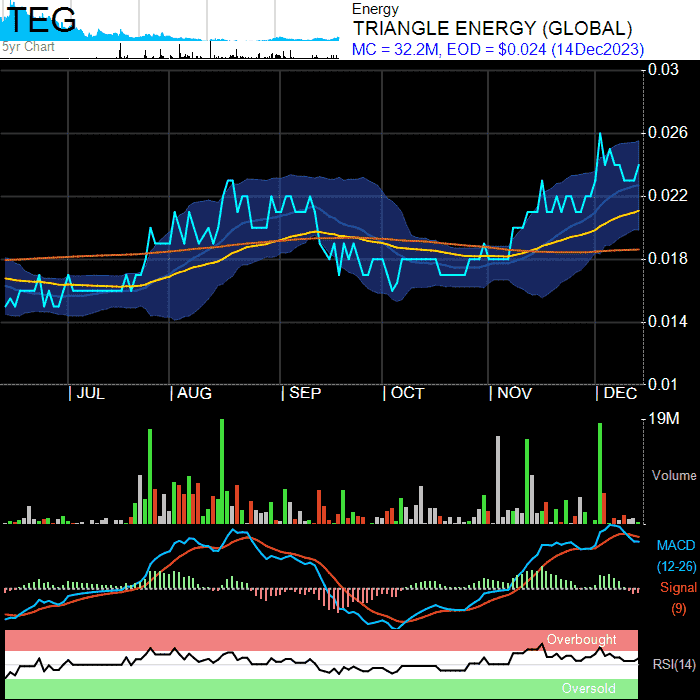 TEG
5yr Chart
Energy
TRIANGLE ENERGY (GLOBAL)
MC = 32.2M, EOD = $0.024 (14Dec2023)
0.03
0.026
0.022
0.018
0.014
0.01
JUL AUG SEP OCT NOV DEC
19M
Volume
MACD
(12-26)
Signal
(9)
Overbought
RSI(14)
Oversold